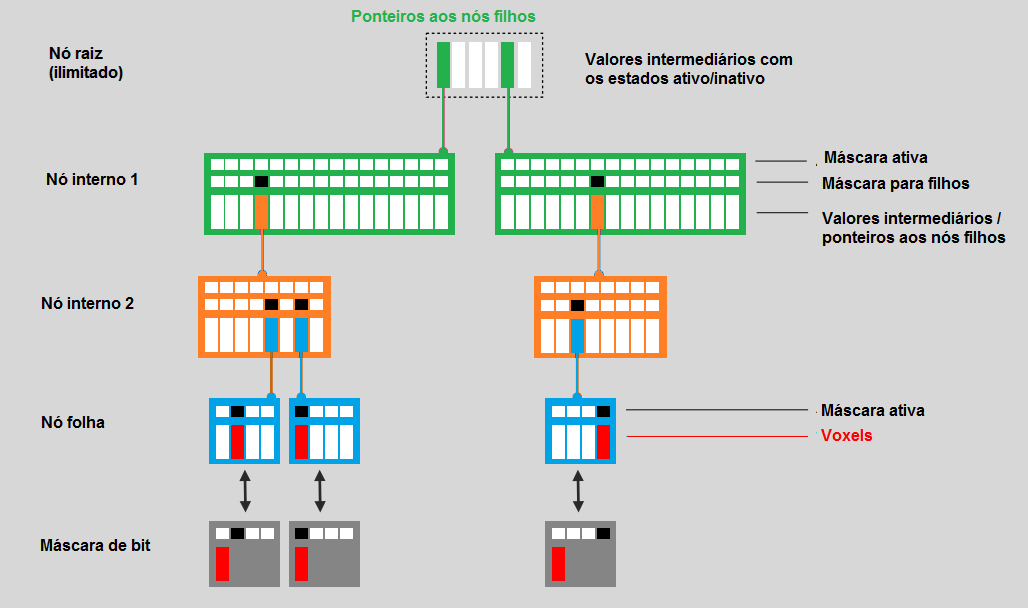 Ponteiros aos nós filhos
Nó raiz
(ilimitado)
Valores intermediários com
os estados ativo/inativo
Nó interno 1
Máscara ativa
Máscara para filhos
Valores intermediários /
ponteiros aos nós filhos
Nó interno 2
Nó folha
Máscara ativa
Voxels
Máscara de bit